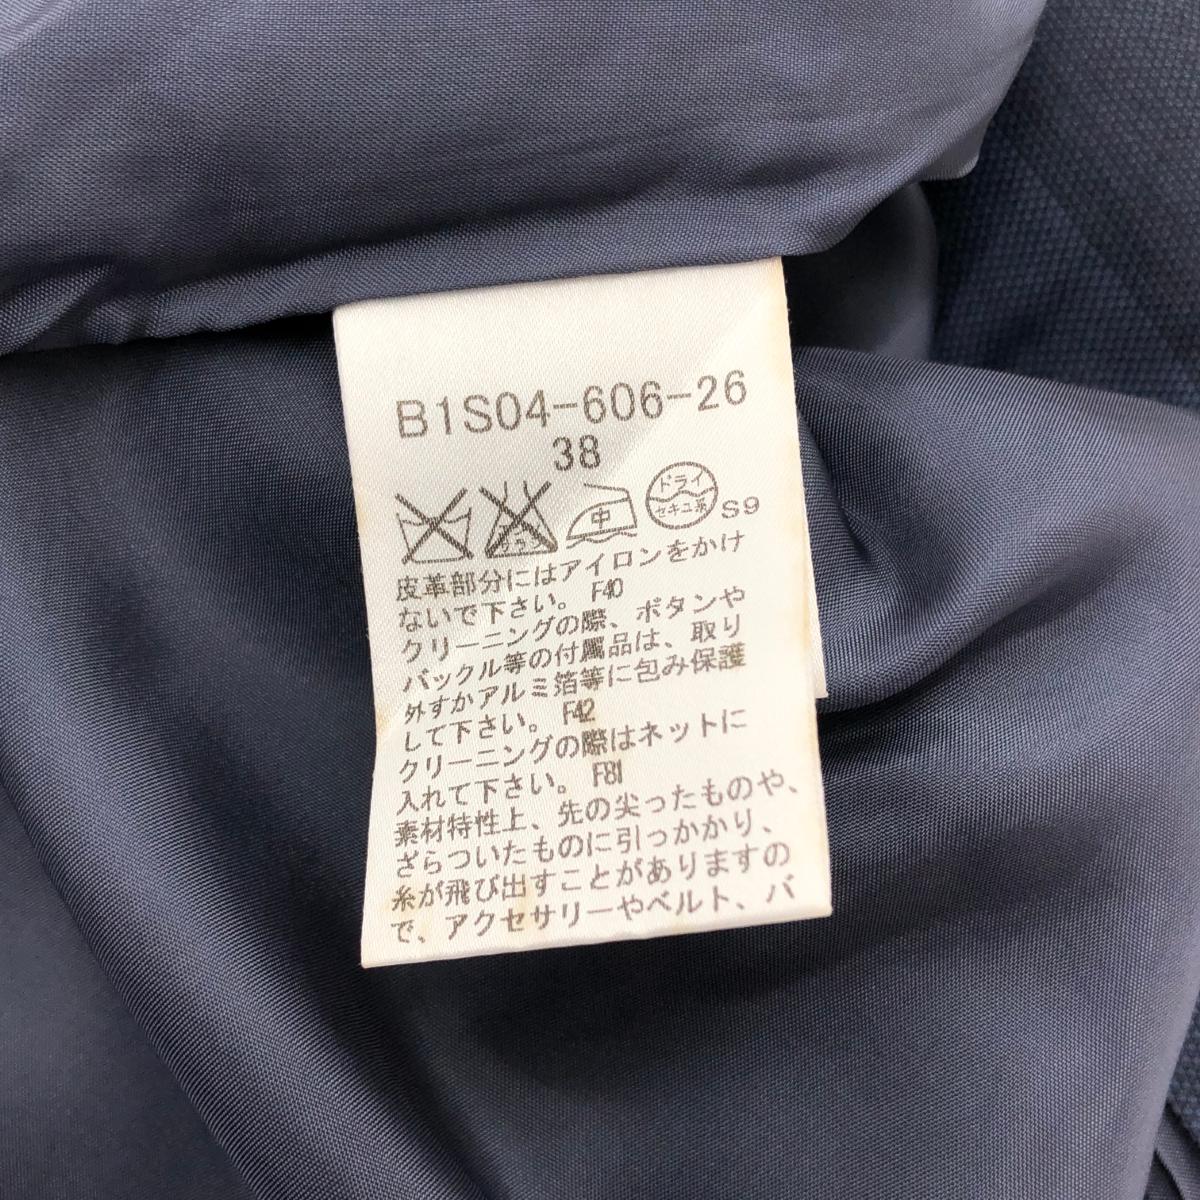 B1S04-606-26
38
中
ドライ
セキユ系
S9
皮革部分にはアイロンをかけ
ないで下さい。 F40
クリーニングの際、ボタンや
バックル等の付属品は、取り
外すかアルミ箔等に包み保護
して下さい。 F42
クリーニングの際はネットに
入れて下さい。 F81
素材特性上、先の尖ったものや、
ざらついたものに引っかかり、
糸が飛び出すことがありますの
で、アクセサリーやベルト、バ